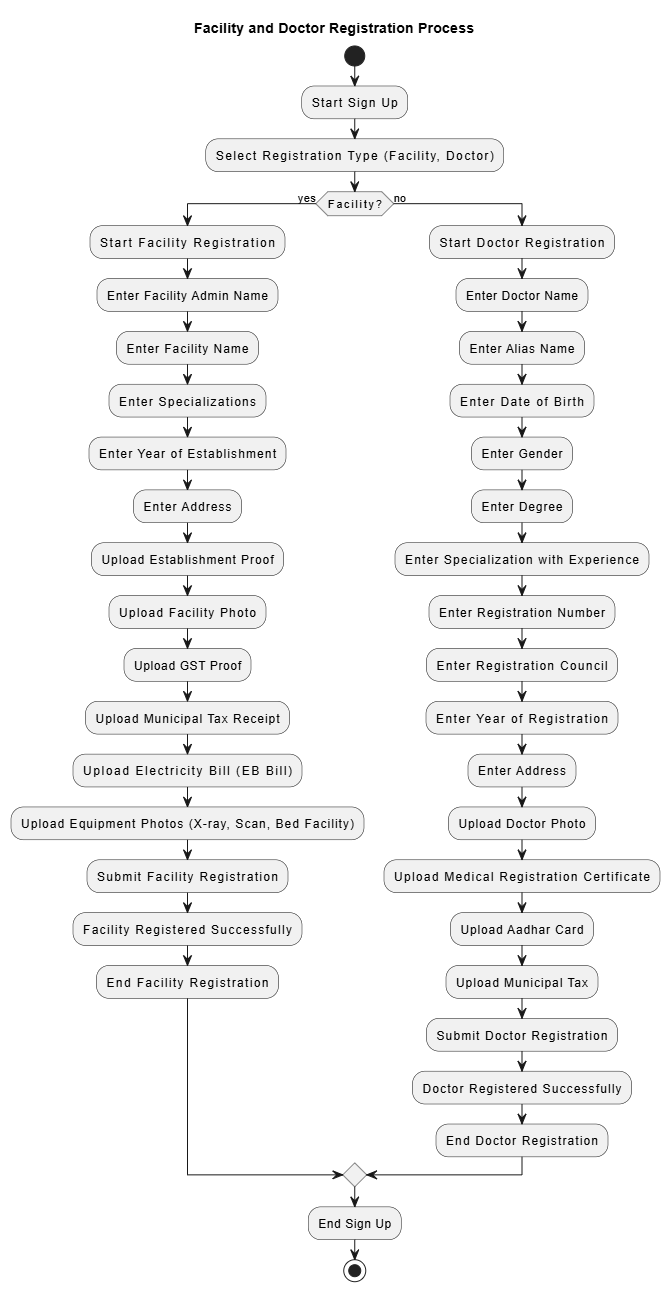 Facility and Doctor Registration Process
Start Sign Up
Select Registration Type (Facility, Doctor)
yes
Facility?
no
Start Facility Registration
Enter Facility Admin Name
Enter Facility Name
Enter Specializations
Enter Year of Establishment
Enter Address
Upload Establishment Proof
Upload Facility Photo
Upload GST Proof
Upload Municipal Tax Receipt
Upload Electricity Bill (EB Bill)
Upload Equipment Photos (X-ray, Scan, Bed Facility)
Submit Facility Registration
Facility Registered Successfully
End Facility Registration
Start Doctor Registration
Enter Doctor Name
Enter Alias Name
Enter Date of Birth
Enter Gender
Enter Degree
Enter Specialization with Experience
Enter Registration Number
Enter Registration Council
Enter Year of Registration
Enter Address
Upload Doctor Photo
Upload Medical Registration Certificate
Upload Aadhar Card
Upload Municipal Tax
Submit Doctor Registration
Doctor Registered Successfully
End Doctor Registration
End Sign Up